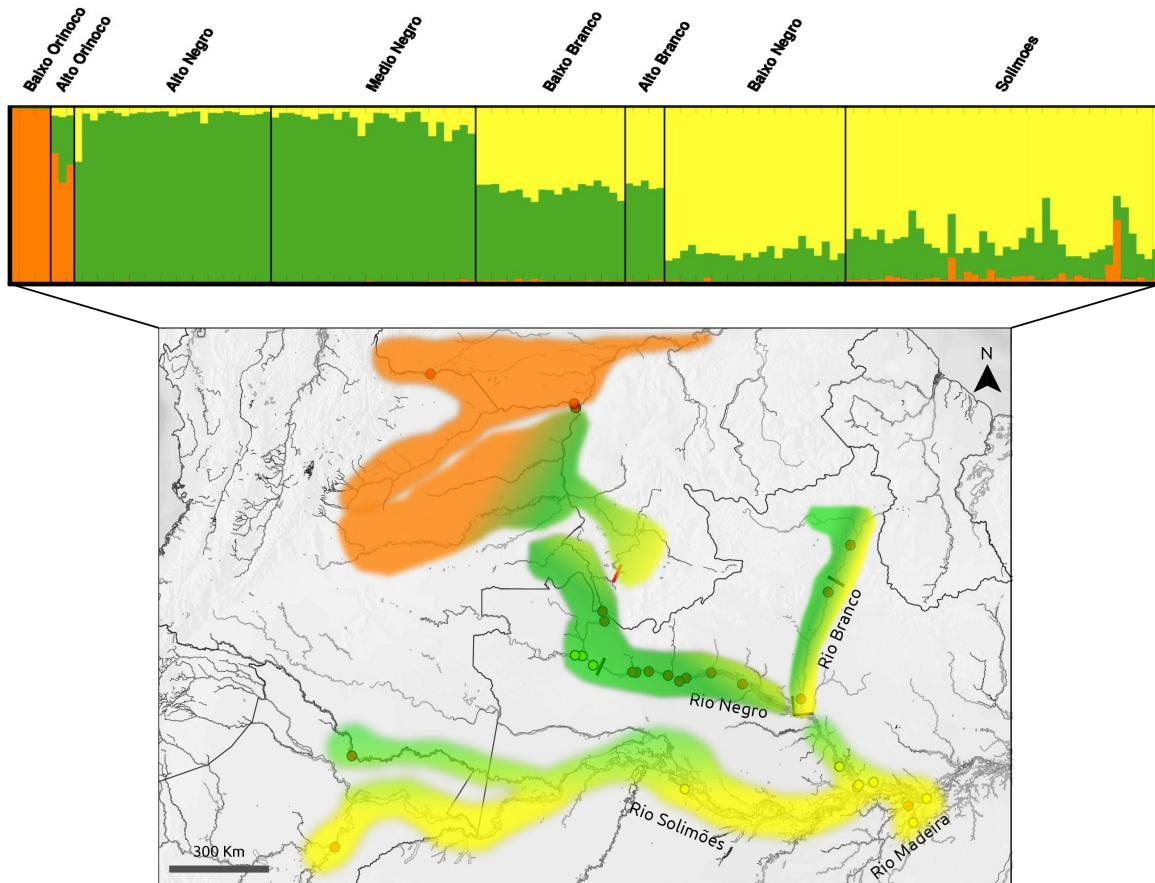 Baixo Orinoco
Alto Orinoco
Alto Negro
Medio Negro
Baixo Branco
Alto Branco
Baixo Negro
Solimoes
N
Rio Branco
Rio Negro
Rio Solimões
Rio Madeira
300 Km